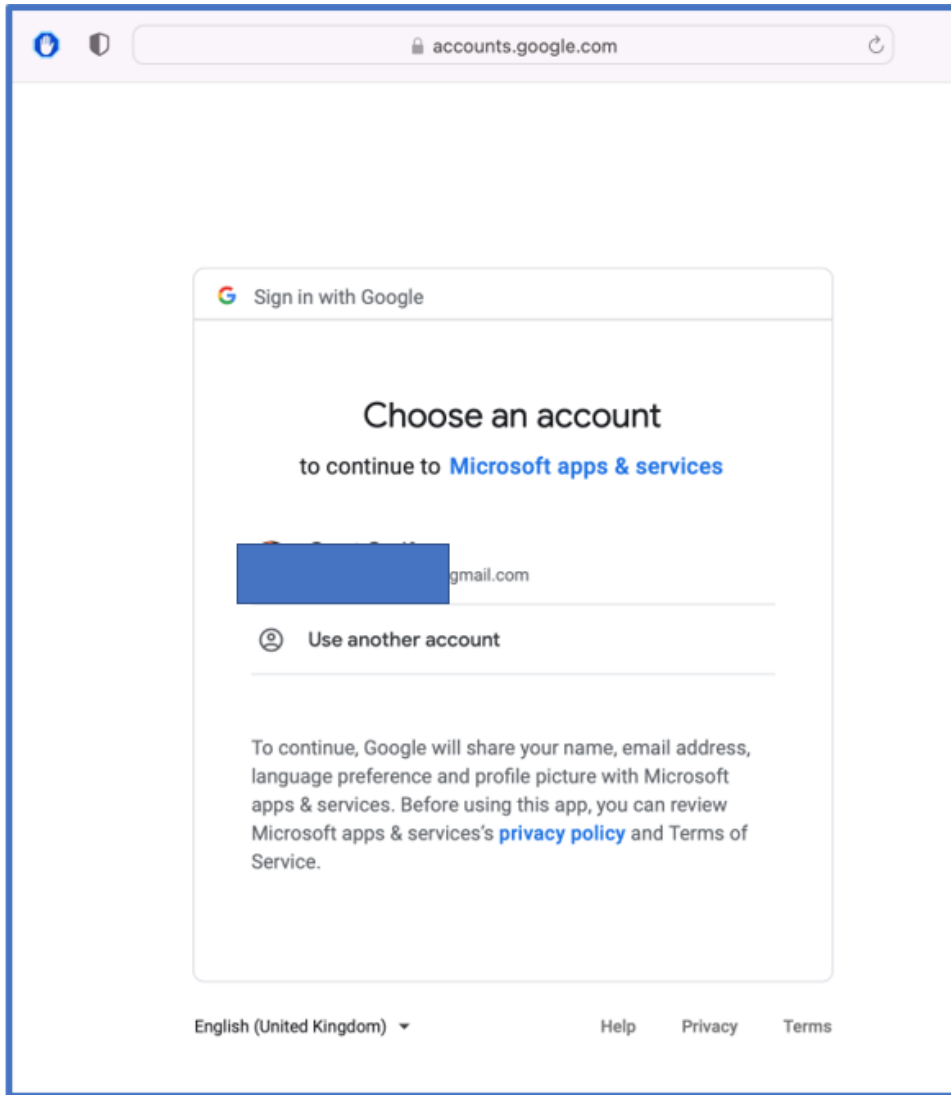 accounts.google.com
Sign in with Google
Choose an account
to continue to Microsoft apps & services
gmail.com
Use another account
To continue, Google will share your name, email address,
language preference and profile picture with Microsoft
apps & services. Before using this app, you can review
Microsoft apps & services's privacy policy and Terms of
Service.
English (United Kingdom)
Help Privacy Terms